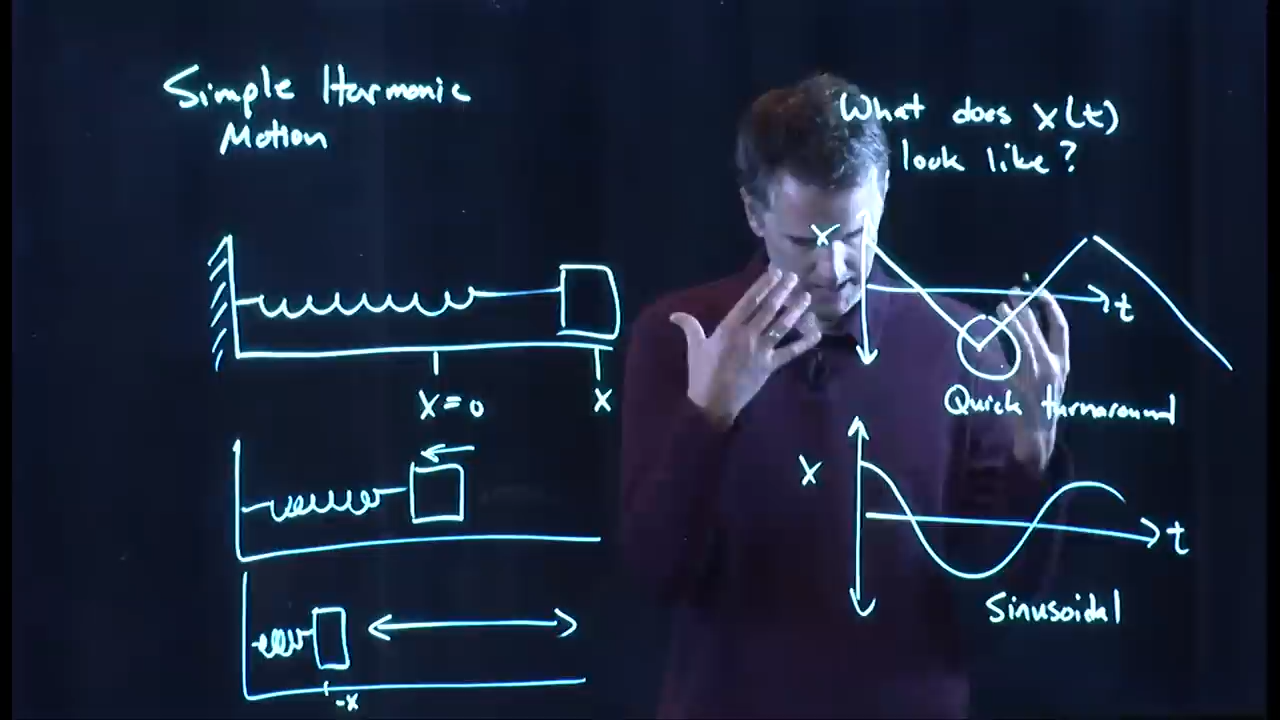 Simple Harmonic
Motion
x=0
x
-x
What does x(t)
look like?
x
t
Quick turnaround
x
t
Sinusoidal